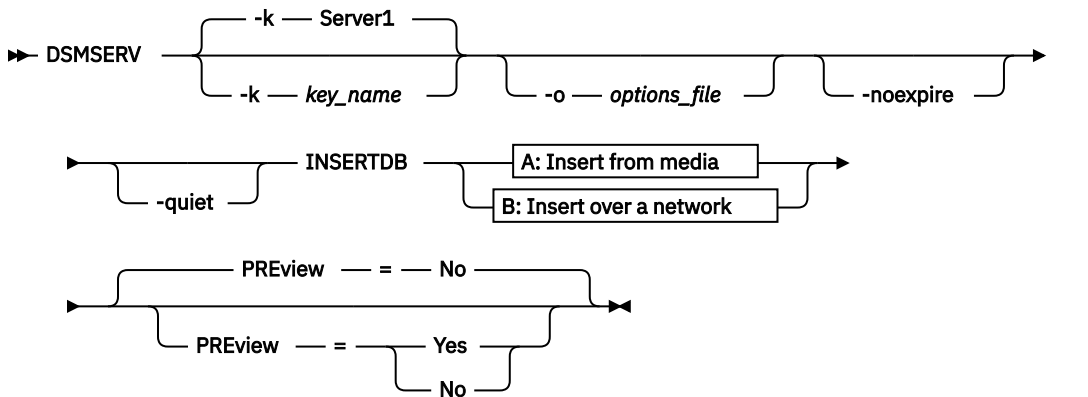 -k Server1
DSMSERV
-k key_name
-o options_file
-noexpire
INSERTDB
A: Insert from media
-quiet
B: Insert over a network
PREview = No
PREview = Yes
No